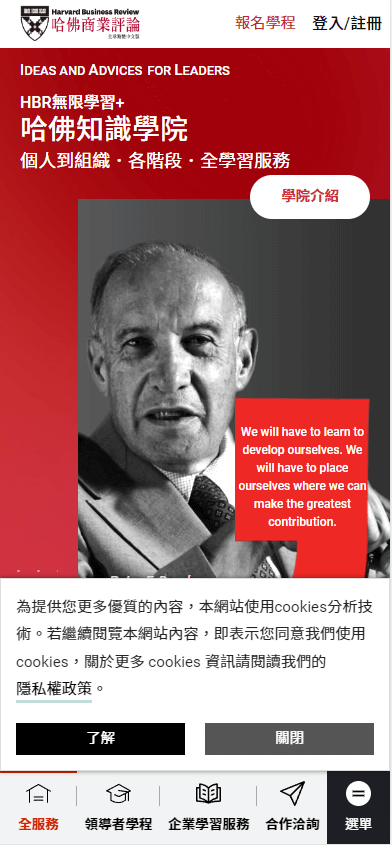 Harvard Business Review
哈佛商業評論
全球繁體中文版
報名學程
登入/註冊
IDEAS AND ADVICES FOR LEADERS
HBR無限學習+
哈佛知識學院
個人到組織・各階段・全學習服務
學院介紹
We will have to learn to
develop ourselves. We
will have to place
ourselves where we can
make the greatest
contribution.
為提供您更多優質的內容，本網站使用cookies分析技
術。若繼續閱覽本網站內容，即表示您同意我們使用
cookies，關於更多 cookies 資訊請閱讀我們的
隱私權政策。
了解
關閉
全服務
領導者學程
企業學習服務
合作洽詢
選單